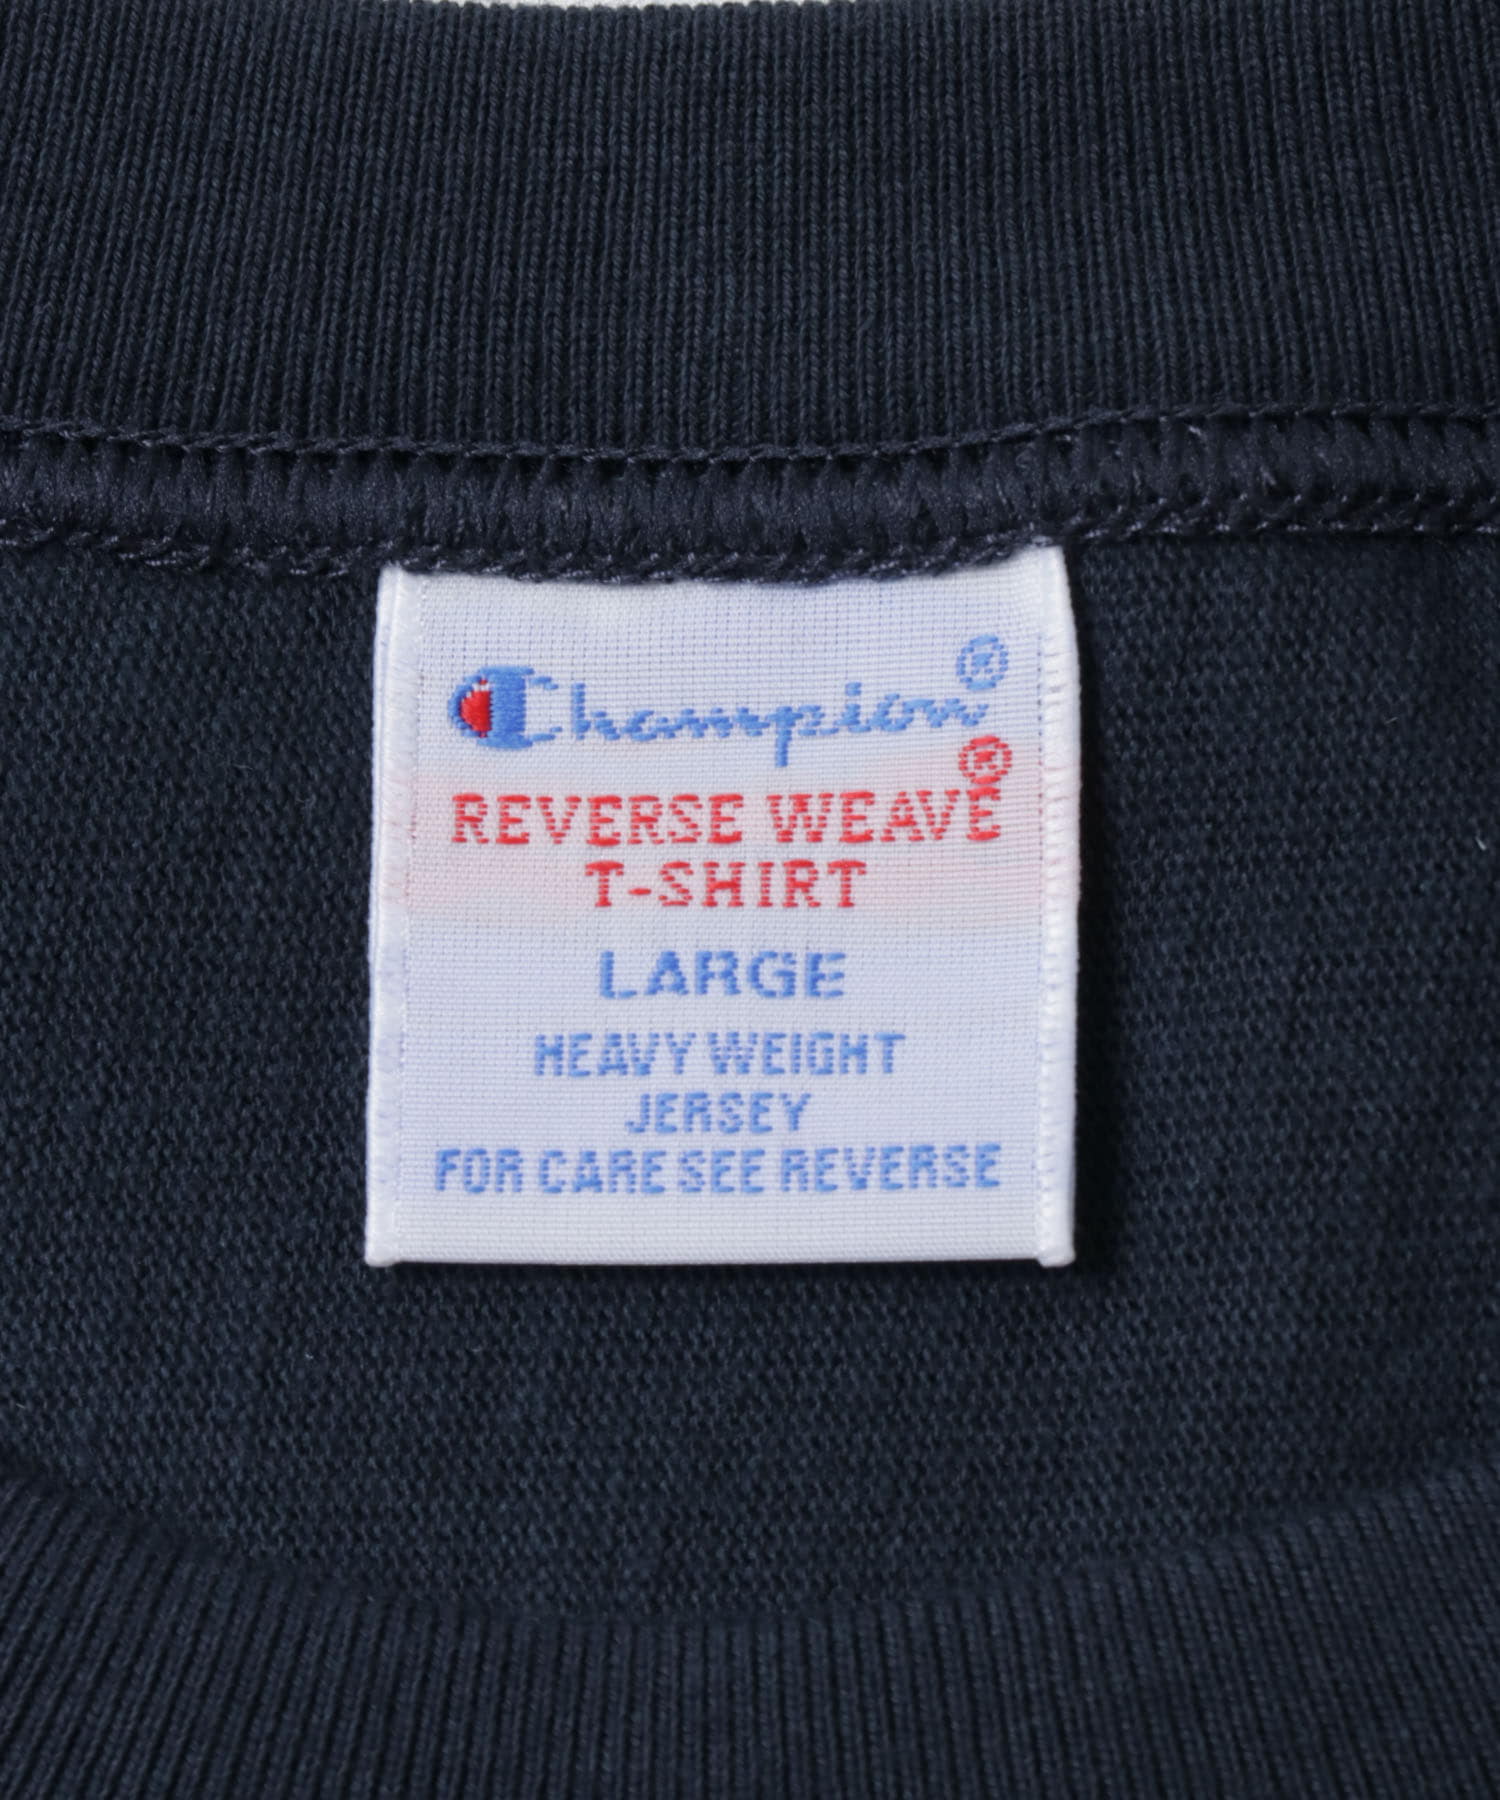 Champion®
REVERSE WEAVE®
T-SHIRT
LARGE
HEAVY WEIGHT
JERSEY
FOR CARE SEE REVERSE